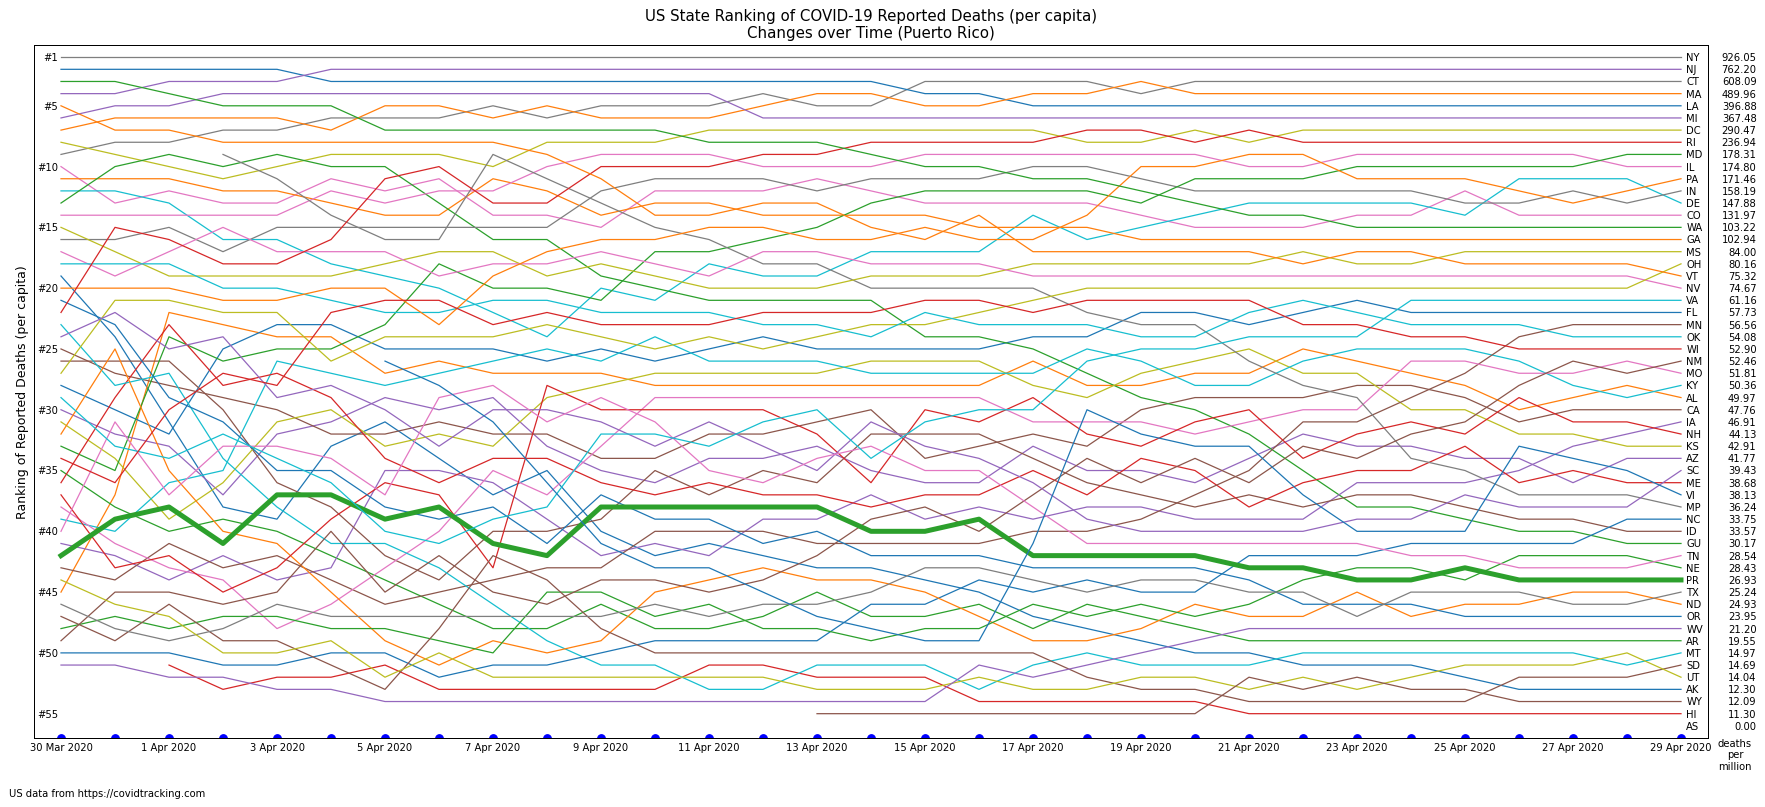 US State Ranking of COVID-19 Reported Deaths (per capita)
Changes over Time (Puerto Rico)
Ranking of Reported Deaths (per capita)
#1
#5
#10
#15
#20
#25
#30
#35
#40
#45
#50
#55
NY 926.05
NJ 762.20
CT 608.09
MA 489.96
LA 396.88
MI 367.48
DC 290.47
RI 236.94
MD 178.31
IL 174.80
PA 171.46
IN 158.19
DE 147.88
CO 131.97
WA 103.22
GA 102.94
MS 84.00
OH 80.16
VT 75.32
NV 74.67
VA 61.16
FL 57.73
MN 56.56
OK 54.08
WI 52.90
NM 52.46
MO 51.81
KY 50.36
AL 49.97
CA 47.76
IA 46.91
NH 44.13
KS 42.91
AZ 41.77
SC 39.43
ME 38.68
VI 38.13
MP 36.24
NC 33.75
ID 33.57
GU 30.17
TN 28.54
NE 28.43
PR 26.93
TX 25.24
ND 24.93
OR 23.95
WV 21.20
AR 19.55
MT 14.97
SD 14.69
UT 14.04
AK 12.30
WY 12.09
HI 11.30
AS 0.00
30 Mar 2020 1 Apr 2020 3 Apr 2020 5 Apr 2020 7 Apr 2020 9 Apr 2020 11 Apr 2020 13 Apr 2020 15 Apr 2020 17 Apr 2020 19 Apr 2020 21 Apr 2020 23 Apr 2020 25 Apr 2020 27 Apr 2020 29 Apr 2020
deaths
per
million
US data from https://covidtracking.com